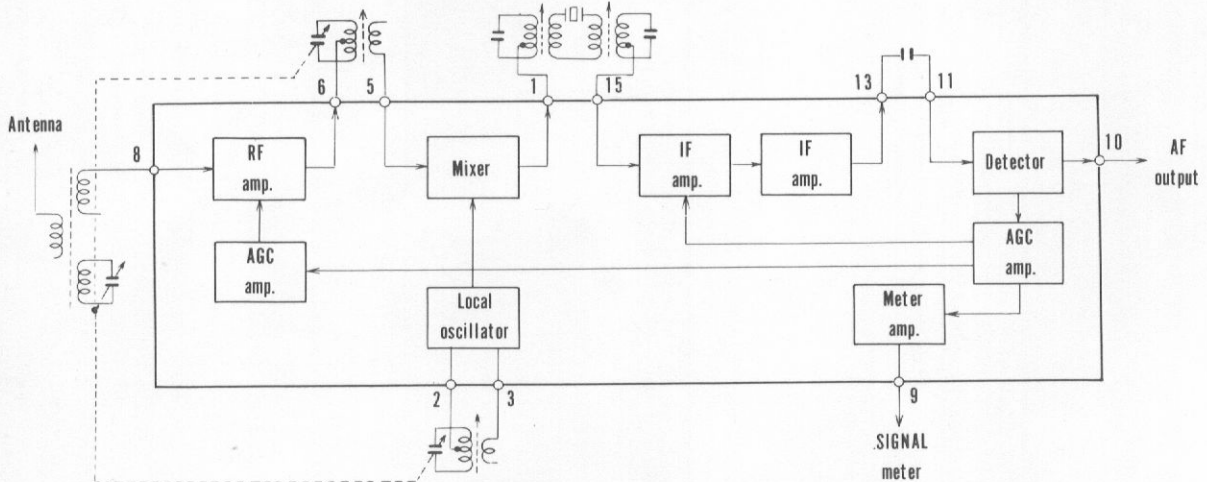 6
5
1
15
13
11
Antenna
8
RF
amp.
Mixer
IF
amp.
IF
amp.
Detector
10
AF
output
AGC
amp.
AGC
amp.
Local
oscillator
Meter
amp.
2
3
9
SIGNAL
meter